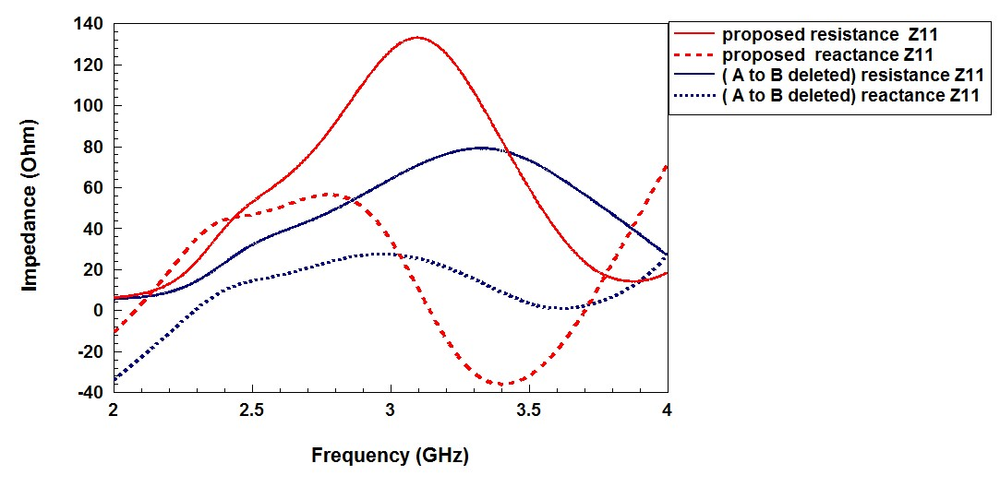 140
120
100
80
60
40
20
0
-20
-40
2
2.5
3
3.5
4
Impedance (Ohm)
Frequency (GHz)
proposed resistance Z11
proposed reactance Z11
( A to B deleted) resistance Z11
( A to B deleted) reactance Z11